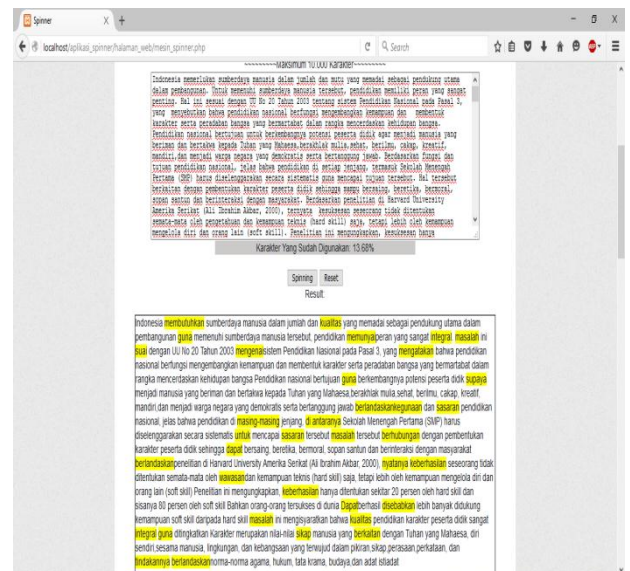 Spinner
localhost/aplikasi_spinner/halaman_web/mesin_spinner.php
Search
~~~~~~~~~Maksimum 10.000 Karakter~~~~~~~~~
Indonesia memerlukan sumberdaya manusia dalam jumlah dan mutu yang memadai sebagai pendukung utama
dalam pembangunan. Untuk memenuhi sumberdaya manusia tersebut, pendidikan memiliki peran yang sangat
penting. Hal ini sesuai dengan UU No 20 Tahun 2003 tentang sistem Pendidikan Nasional pada Pasal 3,
yang menyebutkan bahwa pendidikan nasional berfungsi mengembangkan kemampuan dan membentuk
karakter serta peradaban bangsa yang bermartabat dalam rangka mencerdaskan kehidupan bangsa.
Pendidikan nasional bertujuan untuk berkembangnya potensi peserta didik agar menjadi manusia yang
beriman dan bertakwa kepada Tuhan yang Mahaesa,berakhlak mulia,sehat, berilmu, cakap, kreatif,
mandiri,dan menjadi warga negara yang demokratis serta bertanggung jawab. Berdasarkan fungsi dan
tujuan pendidikan nasional, jelas bahwa pendidikan di setiap jenjang, termasuk Sekolah Menengah
Pertama (SMP) harus diselenggarakan secara sistematis guna mencapai tujuan tersebut. Hal tersebut
berkaitan dengan pembentukan karakter peserta didik sehingga mampu bersaing, beretika, bermoral,
sopan santun dan berinteraksi dengan masyarakat. Berdasarkan penelitian di Harvard University
Amerika Serikat (Ali Ibrahim Akbar, 2000), ternyata kesuksesan seseorang tidak ditentukan
semata-mata oleh pengetahuan dan kemampuan teknis (hard skill) saja, tetapi lebih oleh kemampuan
mengelola diri dan orang lain (soft skill). Penelitian ini mengungkapkan, kesuksesan hanya
Karakter Yang Sudah Digunakan: 13.68%
Spinning Reset
Result:
Indonesia membutuhkan sumberdaya manusia dalam jumlah dan kualitas yang memadai sebagai pendukung utama dalam
pembangunan guna memenuhi sumberdaya manusia tersebut, pendidikan memunyaiperan yang sangat integral masalah ini
suai dengan UU No 20 Tahun 2003 mengenaisistem Pendidikan Nasional pada Pasal 3, yang mengatakan bahwa pendidikan
nasional berfungsi mengembangkan kemampuan dan membentuk karakter serta peradaban bangsa yang bermartabat dalam
rangka mencerdaskan kehidupan bangsa Pendidikan nasional bertujuan guna berkembangnya potensi peserta didik supaya
menjadi manusia yang beriman dan bertakwa kepada Tuhan yang Mahaesa,berakhlak mulia,sehat, berilmu, cakap, kreatif,
mandiri,dan menjadi warga negara yang demokratis serta bertanggung jawab berlandaskankegunaan dan sasaran pendidikan
nasional, jelas bahwa pendidikan di masing-masing jenjang, di antaranya Sekolah Menengah Pertama (SMP) harus
diselenggarakan secara sistematis untuk mencapai sasaran tersebut masalah tersebut berhubungan dengan pembentukan
karakter peserta didik sehingga dapat bersaing, beretika, bermoral, sopan santun dan berinteraksi dengan masyarakat
berlandaskanpenelitian di Harvard University Amerika Serikat (Ali Ibrahim Akbar, 2000), nyatanya keberhasilan seseorang tidak
ditentukan semata-mata oleh wawasandan kemampuan teknis (hard skill) saja, tetapi lebih oleh kemampuan mengelola diri dan
orang lain (soft skill) Penelitian ini mengungkapkan, keberhasilan hanya ditentukan sekitar 20 persen oleh hard skill dan
sisanya 80 persen oleh soft skill Bahkan orang-orang tersukses di dunia Dapatberhasil disebabkan lebih banyak didukung
kemampuan soft skill daripada hard skill masalah ini mengisyaratkan bahwa kualitas pendidikan karakter peserta didik sangat
integral guna ditingkatkan Karakter merupakan nilai-nilai sikap manusia yang berkaitan dengan Tuhan yang Mahaesa, diri
sendiri,sesama manusia, lingkungan, dan kebangsaan yang terwujud dalam pikiran,sikap,perasaan,perkataan, dan
tindakannya berlandaskannorma-norma agama, hukum, tata krama, budaya,dan adat istiadat